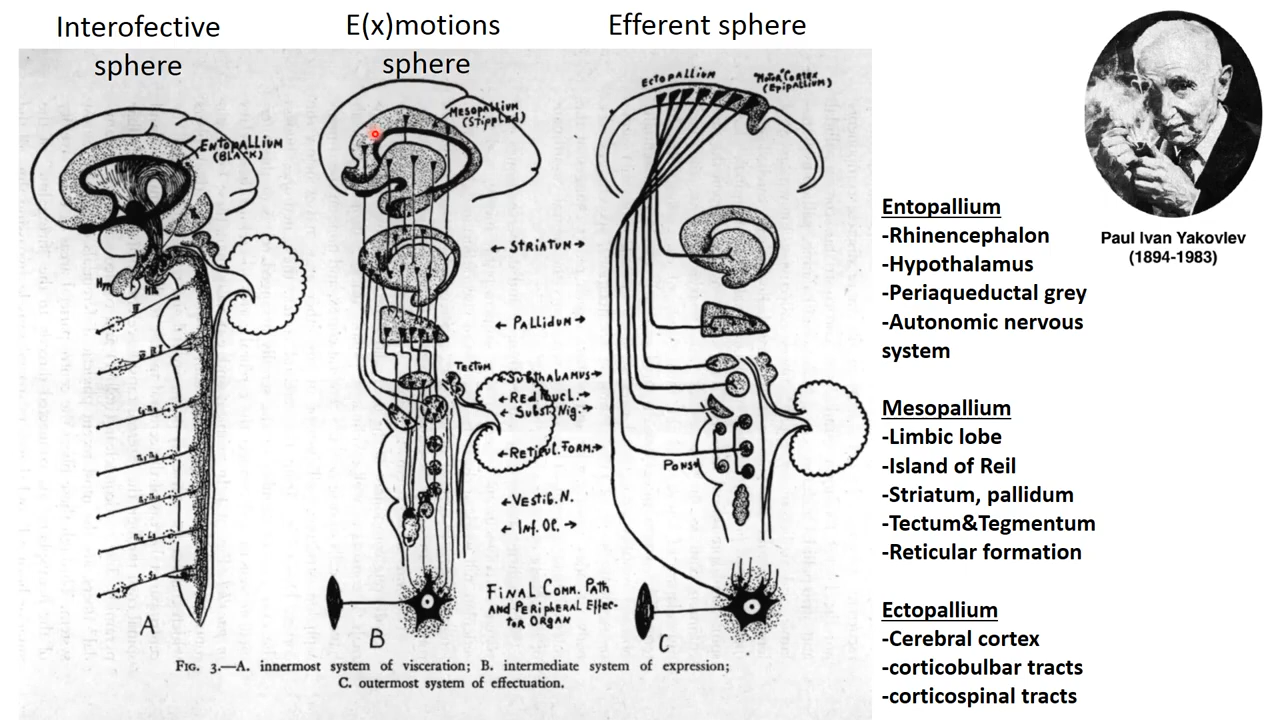 Interofective
sphere
E(x)motions
sphere
Efferent sphere
ENTOPALLIUM
(BLACK)
Hyp
A
MESOPALLIUM
(STIPPLED)
← STRIATUM →
← PALLIDUM →
TECTUM
← SUBTHALAMUS →
← RED NUCL. →
← SUBST. NIG. →
← RETICUL. FORM. →
← VESTIB. N.
← INF. OL. →
FINAL COMM. PATH
AND PERIPHERAL EFFEC-
TOR ORGAN
B
ECTOPALLIUM
"MOTOR" CORTEX
(EPIPALLIUM)
PONS
C
FIG. 3.—A. innermost system of visceration; B. intermediate system of expression;
C. outermost system of effectuation.
Paul Ivan Yakovlev
(1894-1983)
Entopallium
-Rhinencephalon
-Hypothalamus
-Periaqueductal grey
-Autonomic nervous
system
Mesopallium
-Limbic lobe
-Island of Reil
-Striatum, pallidum
-Tectum&Tegmentum
-Reticular formation
Ectopallium
-Cerebral cortex
-corticobulbar tracts
-corticospinal tracts